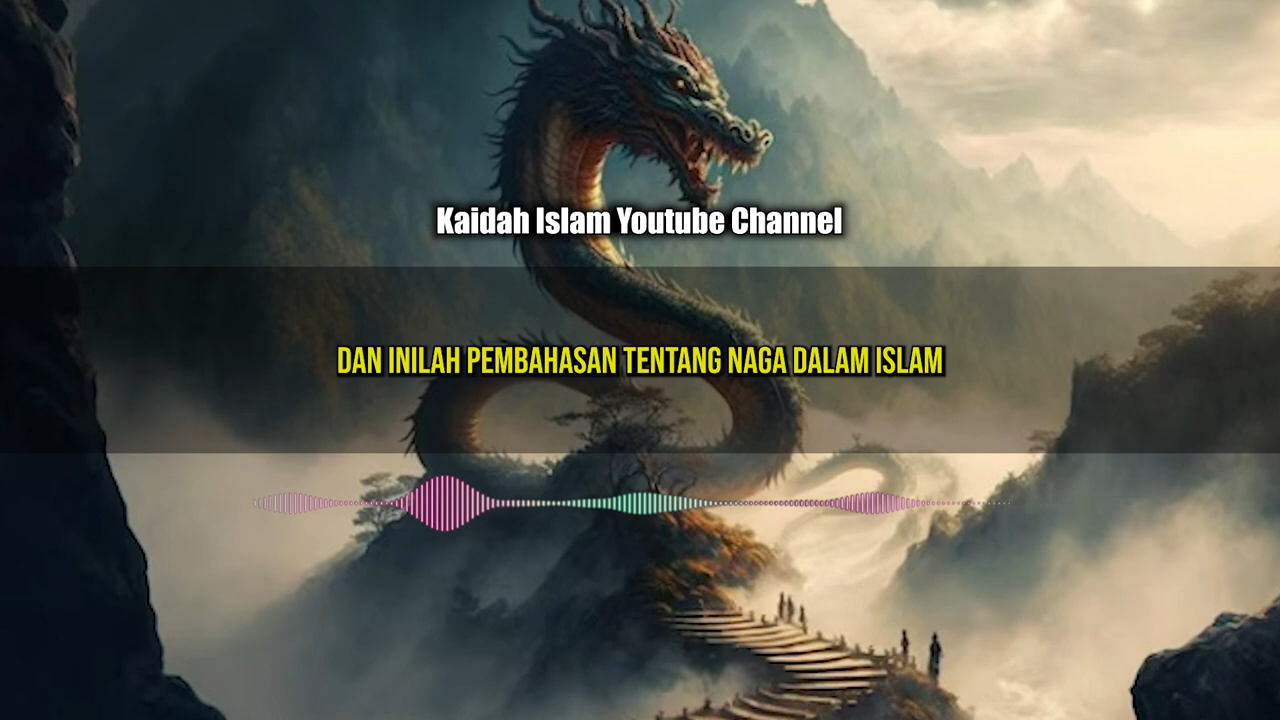 Kaidah Islam Youtube Channel
DAN INILAH PEMBAHASAN TENTANG NAGA DALAM ISLAM